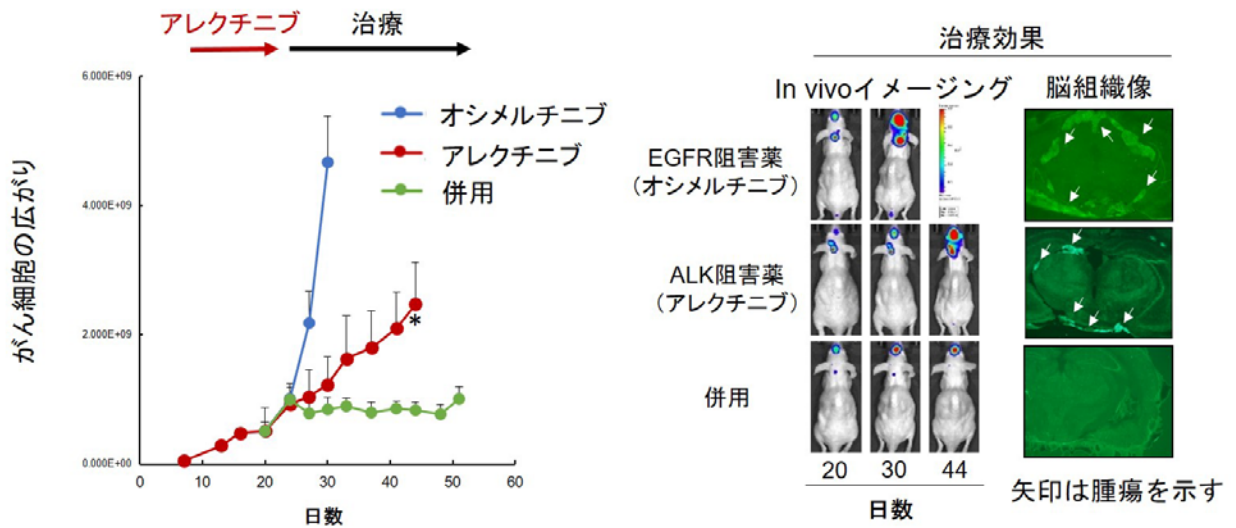 アレクチニブ
治療
6.000E+09
4.000E+09
2.000E+09
0.000E+00
がん細胞の広がり
オシメルチニブ
アレクチニブ
併用
*
0
10
20
30
40
50
60
日数
治療効果
In vivoイメージング
脳組織像
EGFR阻害薬
(オシメルチニブ)
ALK阻害薬
(アレクチニブ)
併用
20
30
44
日数
矢印は腫瘍を示す